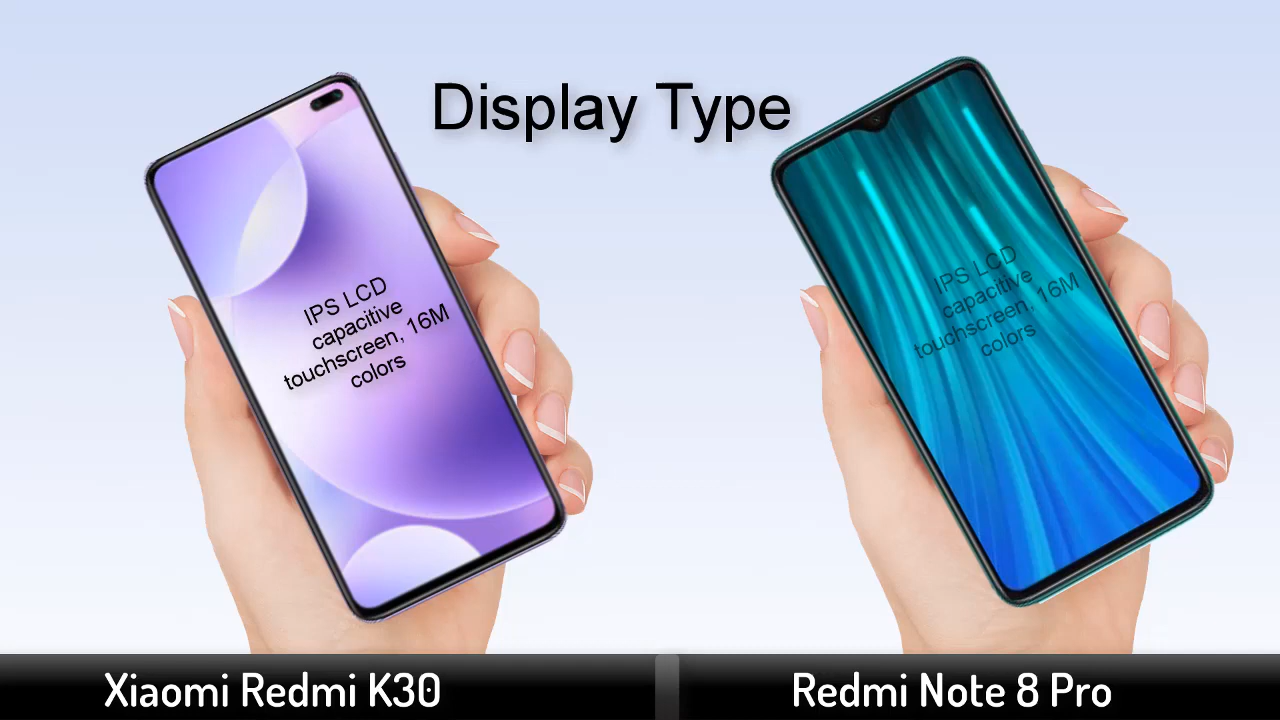 Display Type
IPS LCD
capacitive
touchscreen, 16M
colors
IPS LCD
capacitive
touchscreen, 16M
colors
Xiaomi Redmi K30
Redmi Note 8 Pro